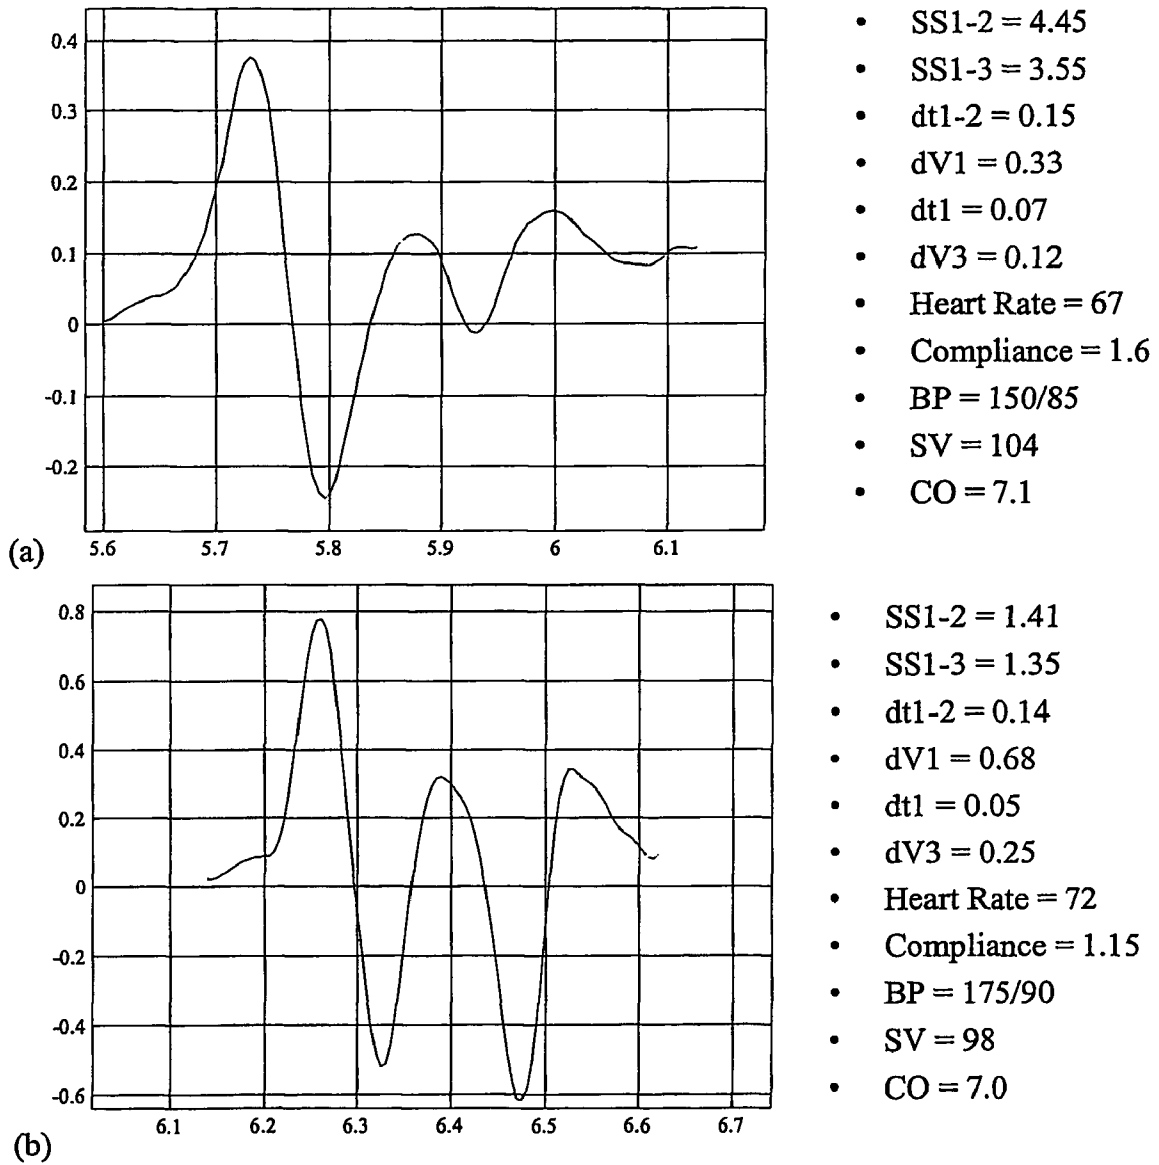 0.4
0.3
0.2
0.1
0
-0.1
-0.2
5.6 5.7 5.8 5.9 6 6.1
(a)
• SS1-2 = 4.45
• SS1-3 = 3.55
• dt1-2 = 0.15
• dV1 = 0.33
• dt1 = 0.07
• dV3 = 0.12
• Heart Rate = 67
• Compliance = 1.6
• BP = 150/85
• SV = 104
• CO = 7.1
0.8
0.6
0.4
0.2
0
-0.2
-0.4
-0.6
6.1 6.2 6.3 6.4 6.5 6.6 6.7
(b)
• SS1-2 = 1.41
• SS1-3 = 1.35
• dt1-2 = 0.14
• dV1 = 0.68
• dt1 = 0.05
• dV3 = 0.25
• Heart Rate = 72
• Compliance = 1.15
• BP = 175/90
• SV = 98
• CO = 7.0